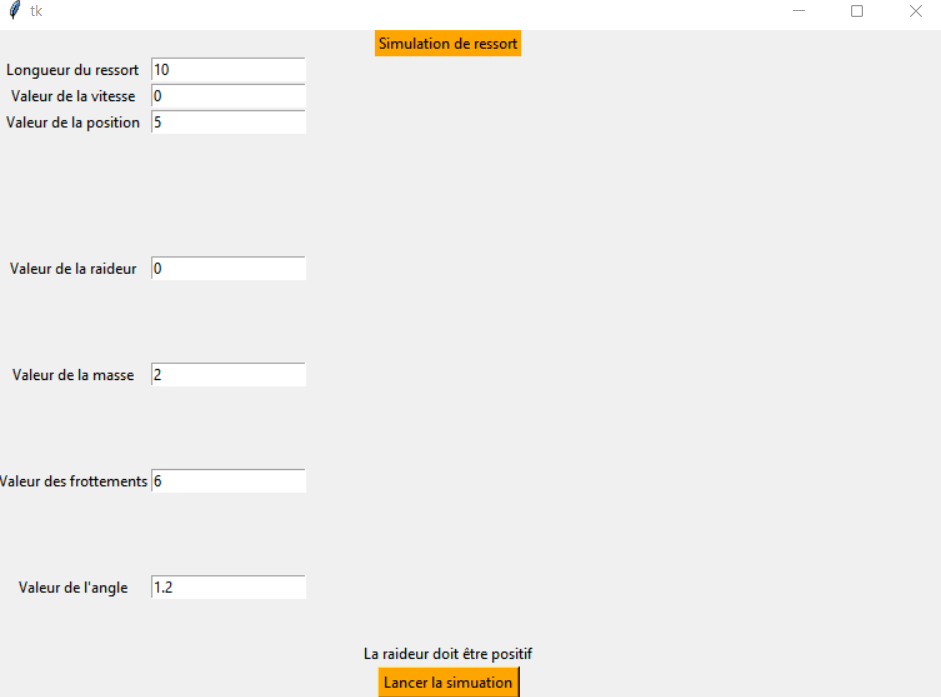 tk
Simulation de ressort
Longueur du ressort 10
Valeur de la vitesse 0
Valeur de la position 5
Valeur de la raideur 0
Valeur de la masse 2
Valeur des frottements 6
Valeur de l'angle 1.2
La raideur doit être positif
Lancer la simuation